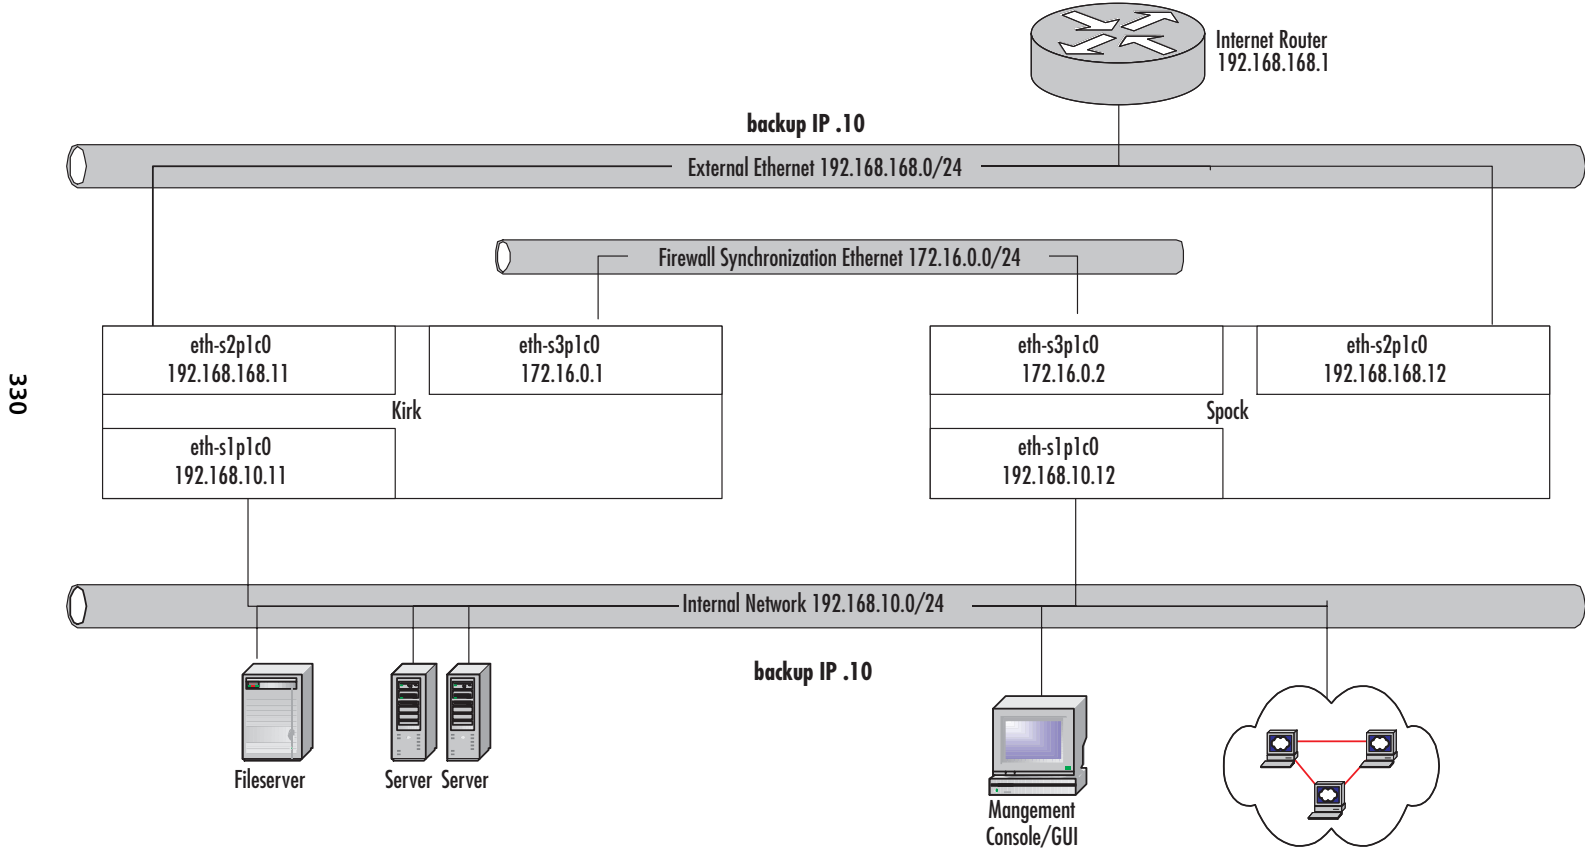 Internet Router
192.168.168.1
backup IP .10
External Ethernet 192.168.168.0/24
Firewall Synchronization Ethernet 172.16.0.0/24
eth-s2p1c0
192.168.168.11
eth-s3p1c0
172.16.0.1
Kirk
eth-s1p1c0
192.168.10.11
eth-s3p1c0
172.16.0.2
eth-s2p1c0
192.168.168.12
Spock
eth-s1p1c0
192.168.10.12
330
Internal Network 192.168.10.0/24
backup IP .10
Fileserver
Server
Server
Mangement
Console/GUI